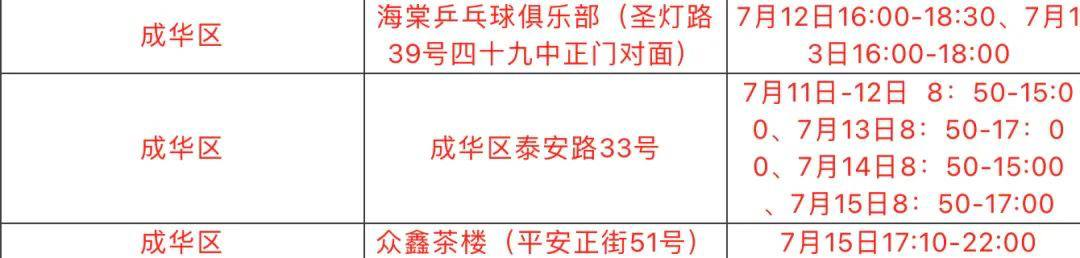 成华区
海棠乒乓球俱乐部（圣灯路
39号四十九中正门对面）
7月12日16:00-18:30、7月1
3日16:00-18:00
成华区
成华区泰安路33号
7月11日-12日 8：50-15:0
0、7月13日8：50-17：0
0、7月14日8：50-15:00
、7月15日8：50-17:00
成华区
众鑫茶楼（平安正街51号）
7月15日17:10-22:00